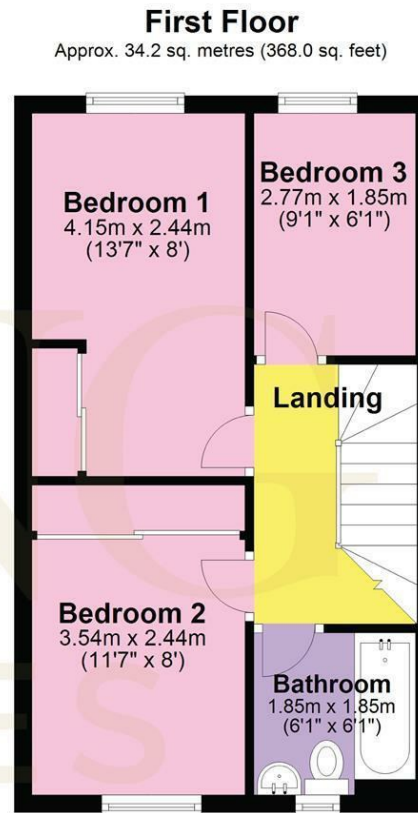 First Floor
Approx. 34.2 sq. metres (368.0 sq. feet)
Bedroom 1
4.15m x 2.44m
(13'7" x 8')
Bedroom 3
2.77m x 1.85m
(9'1" x 6'1")
Landing
Bedroom 2
3.54m x 2.44m
(11'7" x 8')
Bathroom
1.85m x 1.85m
(6'1" x 6'1")